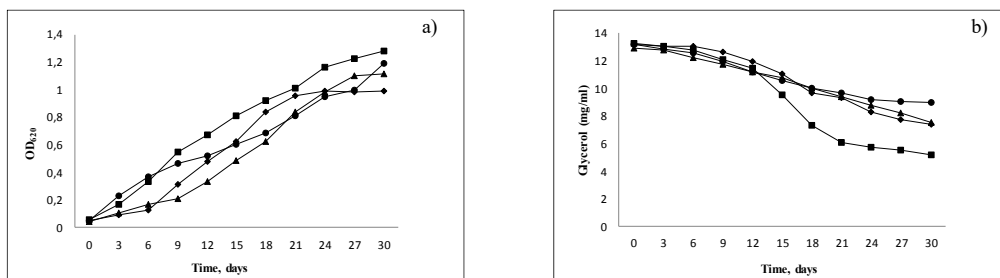 a)
1,4
1,2
1
0,8
0,6
0,4
0,2
0
OD620
0 3 6 9 12 15 18 21 24 27 30
Time, days
b)
14
12
10
8
6
4
2
0
Glycerol (mg/ml)
0 3 6 9 12 15 18 21 24 27 30
Time, days